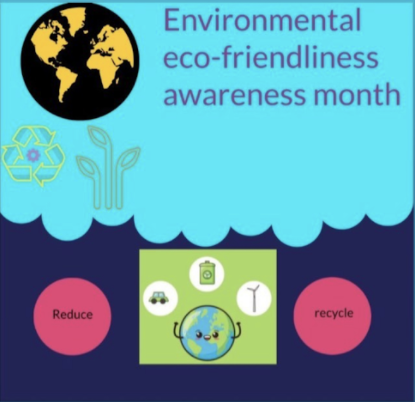 Environmental
eco-friendliness
awareness month
Reduce
recycle